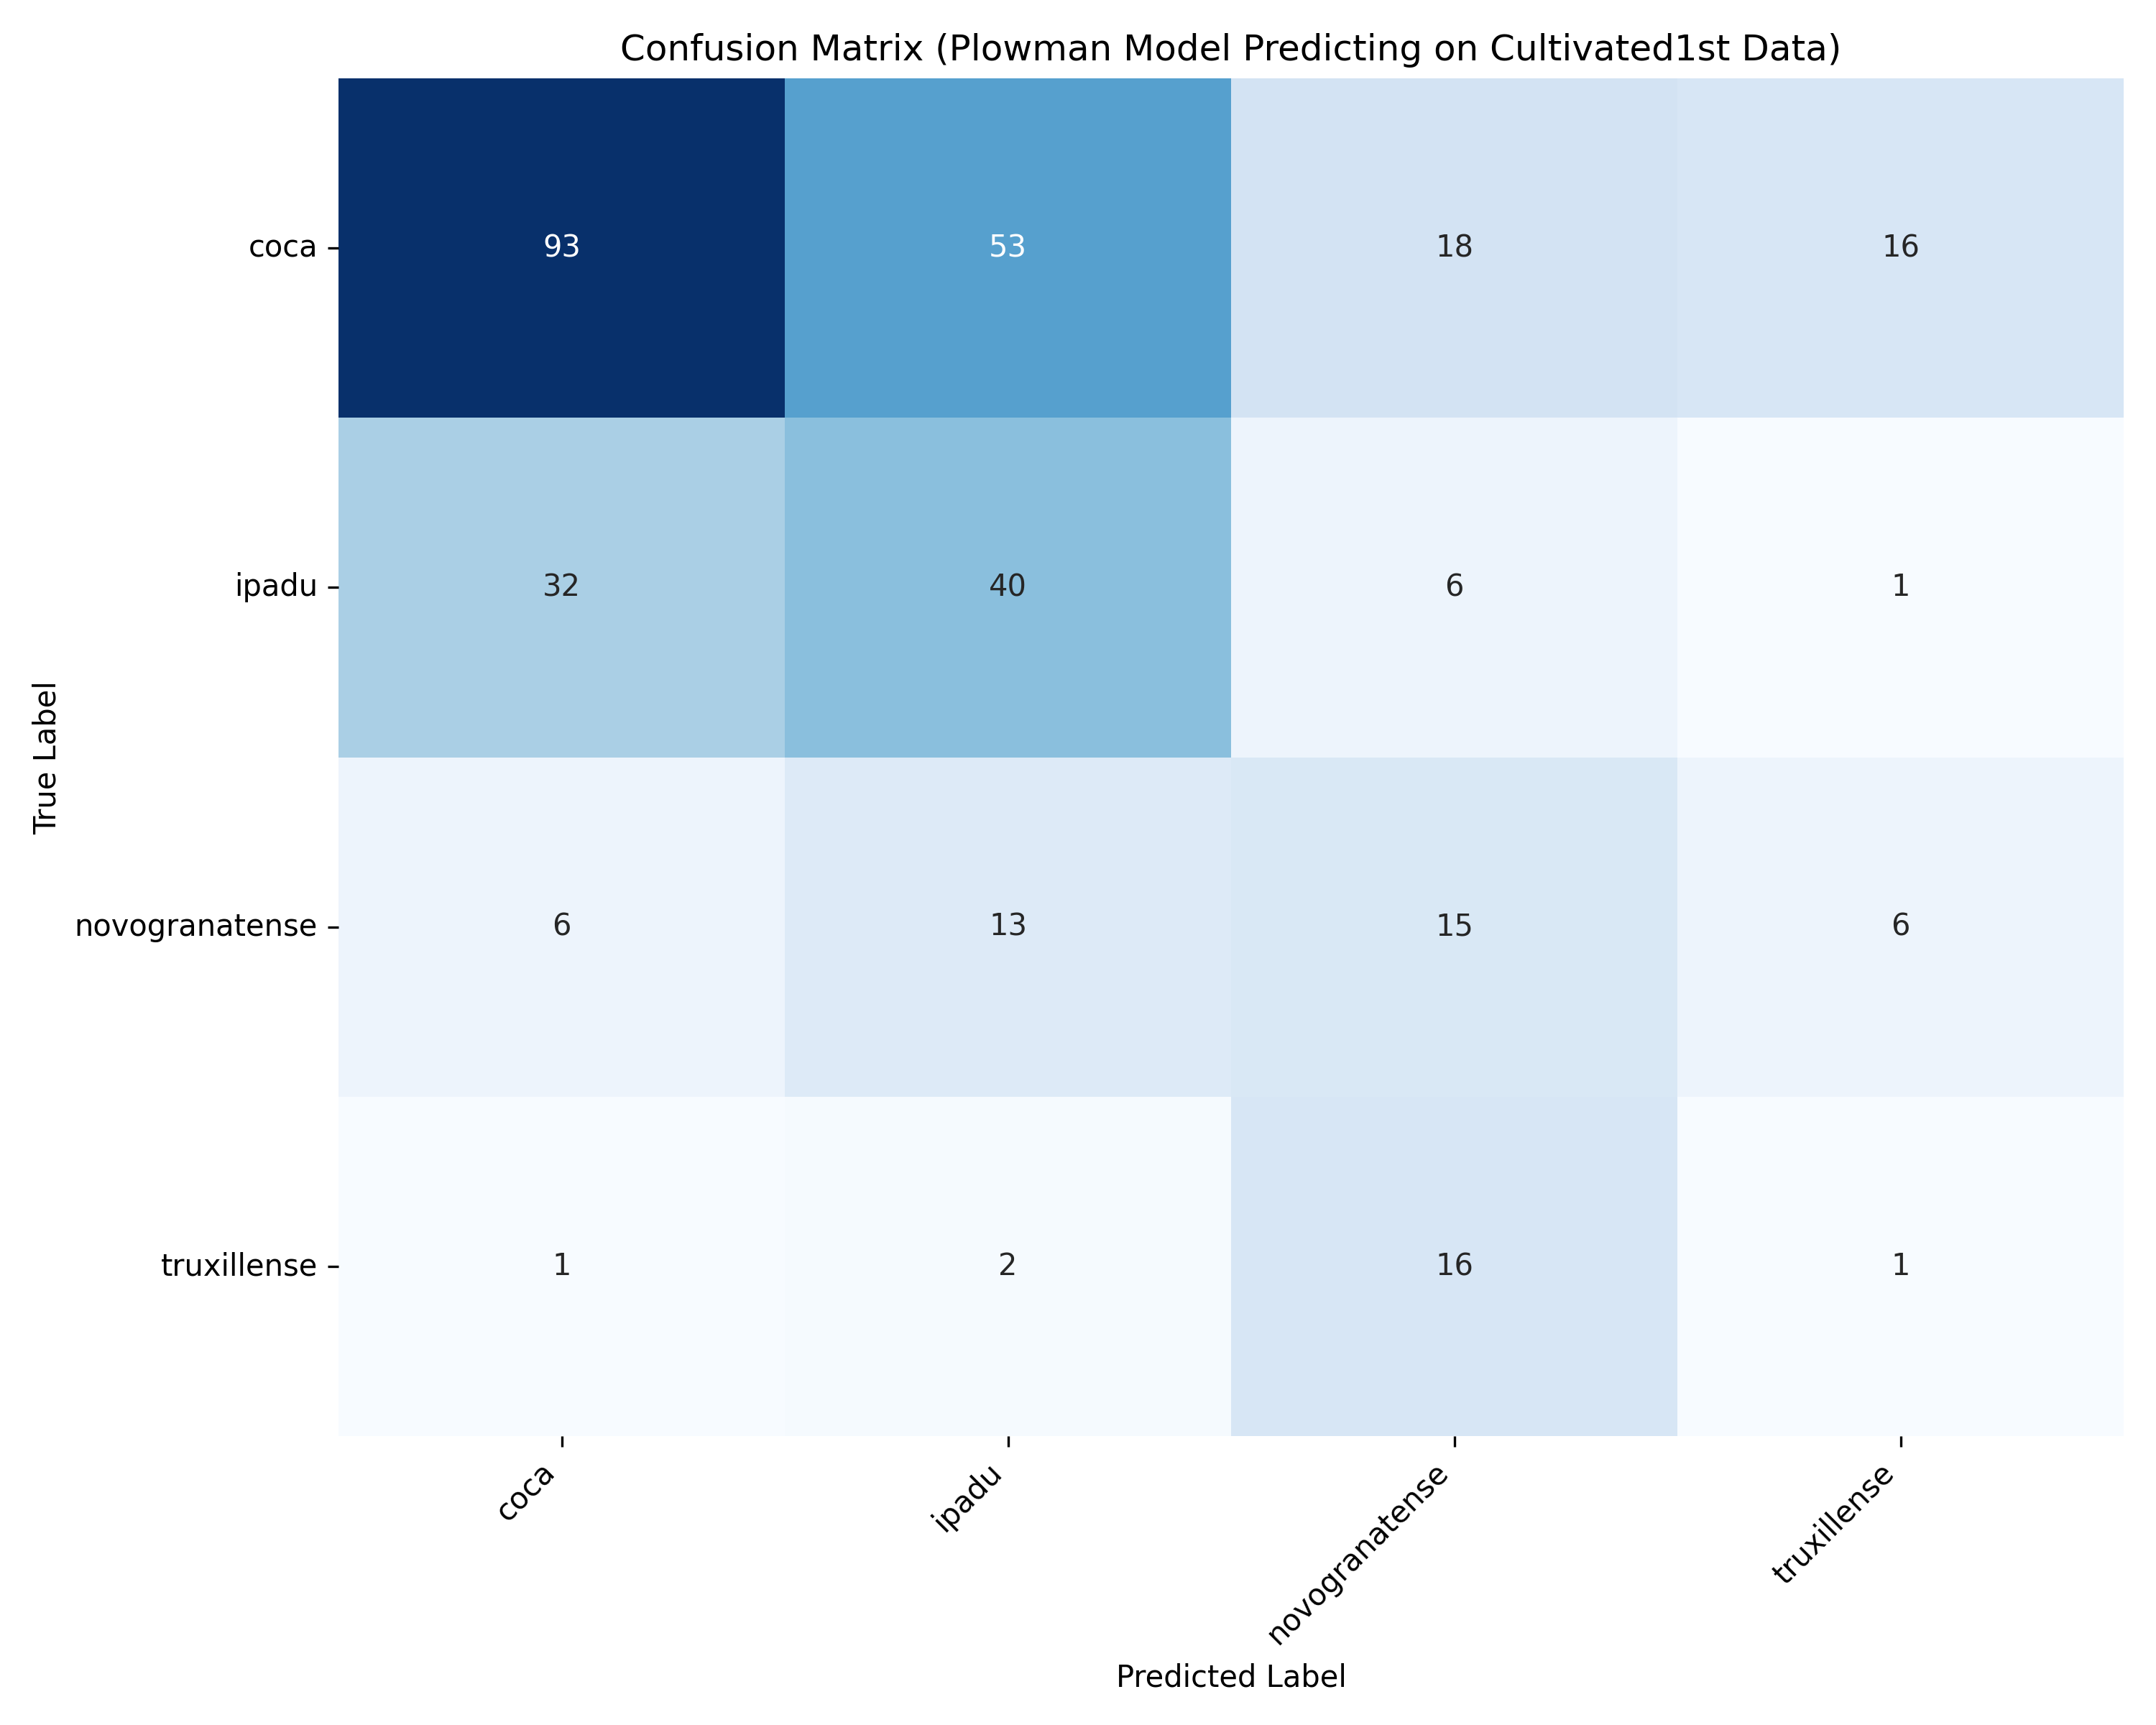 Confusion Matrix (Plowman Model Predicting on Cultivated1st Data)
coca 93 53 18 16
ipadu 32 40 6 1
novogranatense 6 13 15 6
truxillense 1 2 16 1
True Label
coca ipadu novogranatense truxillense
Predicted Label